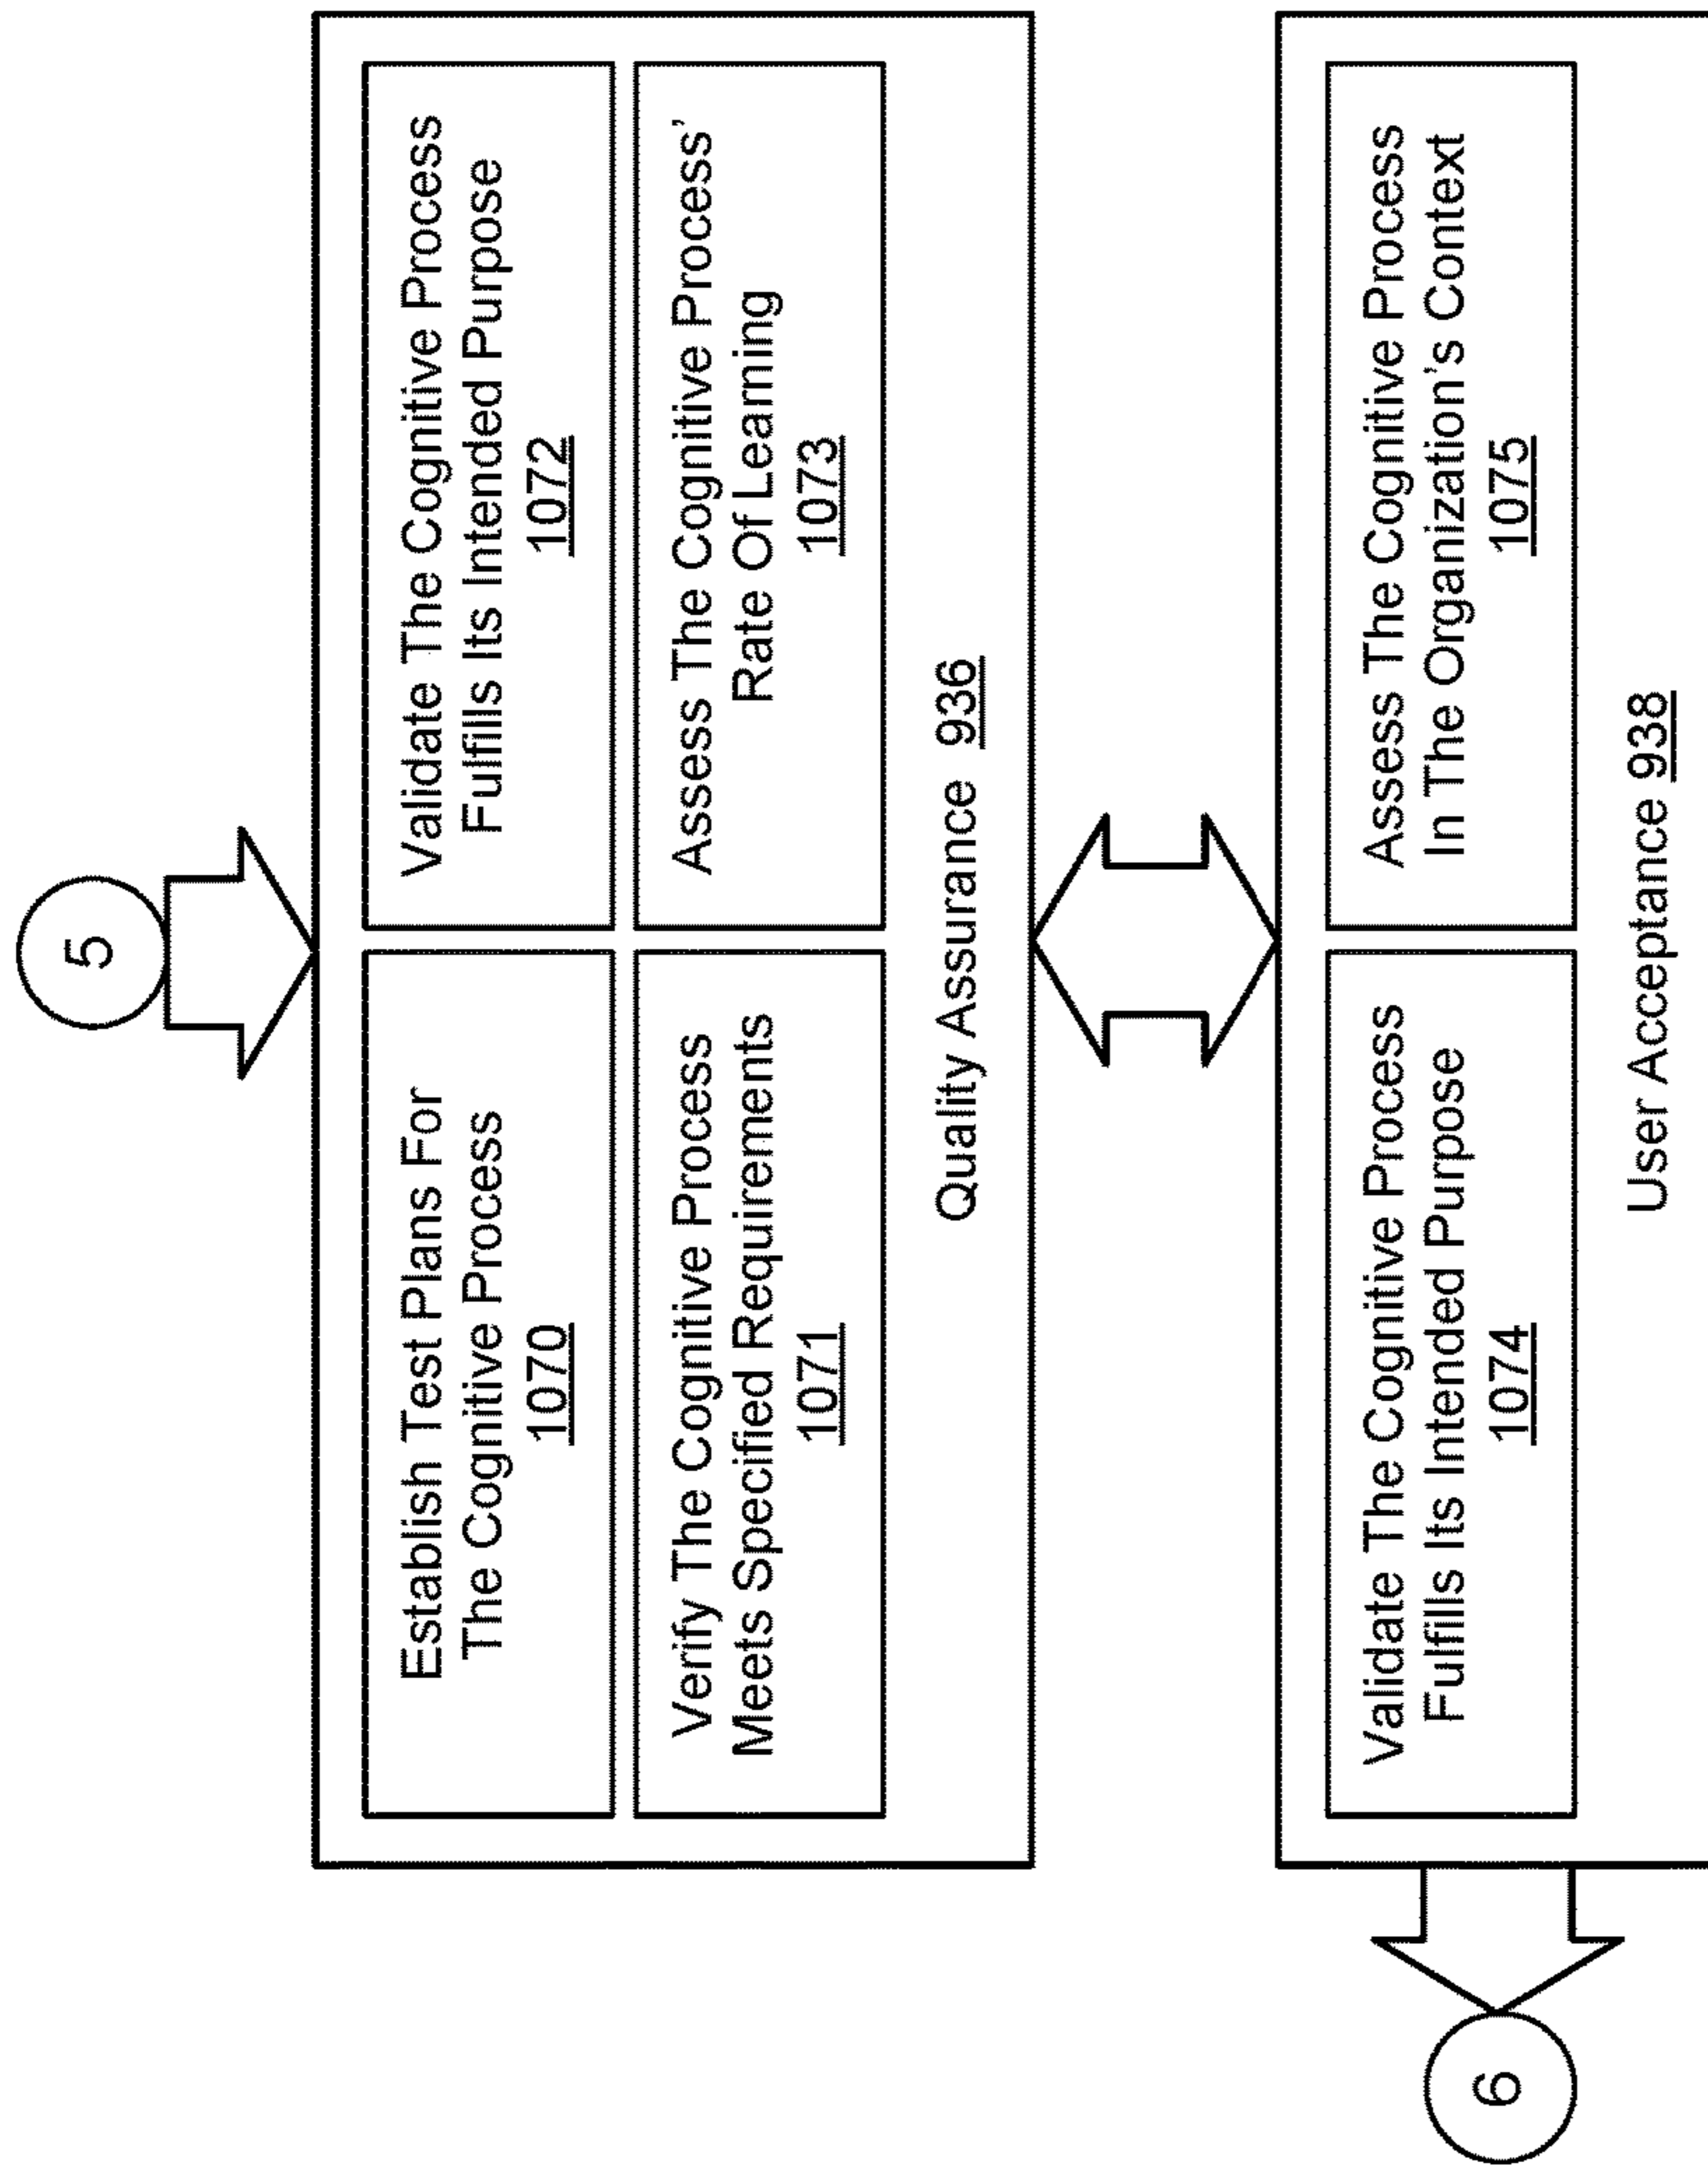 5
Establish Test Plans For
The Cognitive Process
1070
Validate The Cognitive Process
Fulfills Its Intended Purpose
1072
Verify The Cognitive Process
Meets Specified Requirements
1071
Assess The Cognitive Process’
Rate Of Learning
1073
Quality Assurance 936
Validate The Cognitive Process
Fulfills Its Intended Purpose
1074
Assess The Cognitive Process
In The Organization’s Context
1075
User Acceptance 938
6